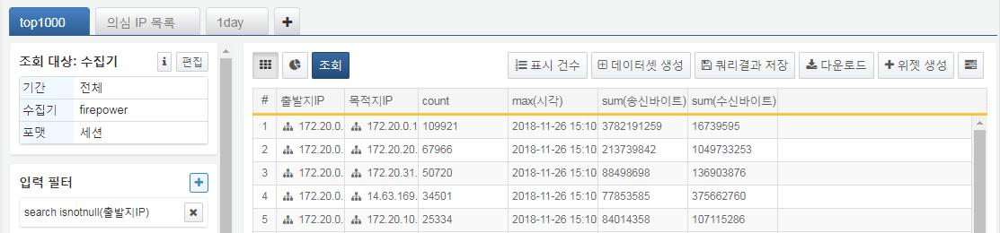 top1000 의심 IP 목록 1day
조회 대상: 수집기 편집
기간 전체
수집기 firepower
포맷 세션
입력 필터
search isnotnull(출발지IP)
조회 표시 건수 데이터셋 생성 쿼리결과 저장 다운로드 위젯 생성
# 출발지IP 목적지IP count max(시각) sum(송신바이트) sum(수신바이트)
1 172.20.0. 172.20.0.1 109921 2018-11-26 15:10 3782191259 16739595
2 172.20.0. 172.20.20. 67966 2018-11-26 15:10 213739842 1049733253
3 172.20.0. 172.20.31. 50720 2018-11-26 15:10 88498698 136903876
4 172.20.0. 14.63.169. 34501 2018-11-26 15:10 77853585 375662760
5 172.20.0. 172.20.10. 25334 2018-11-26 15:10 84014358 107115286